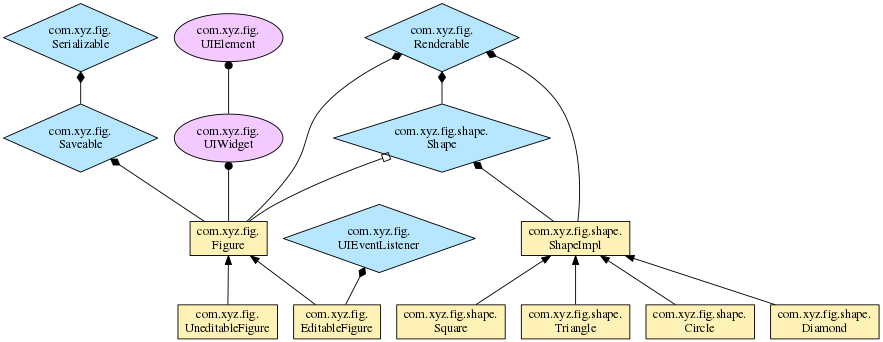 com.xyz.fig.
Serializable
com.xyz.fig.
UIElement
com.xyz.fig.
Renderable
com.xyz.fig.
Saveable
com.xyz.fig.
UIWidget
com.xyz.fig.shape.
Shape
com.xyz.fig.
Figure
com.xyz.fig.
UIEventListener
com.xyz.fig.shape.
ShapeImpl
com.xyz.fig.
UneditableFigure
com.xyz.fig.
EditableFigure
com.xyz.fig.shape.
Square
com.xyz.fig.shape.
Triangle
com.xyz.fig.shape.
Circle
com.xyz.fig.shape.
Diamond